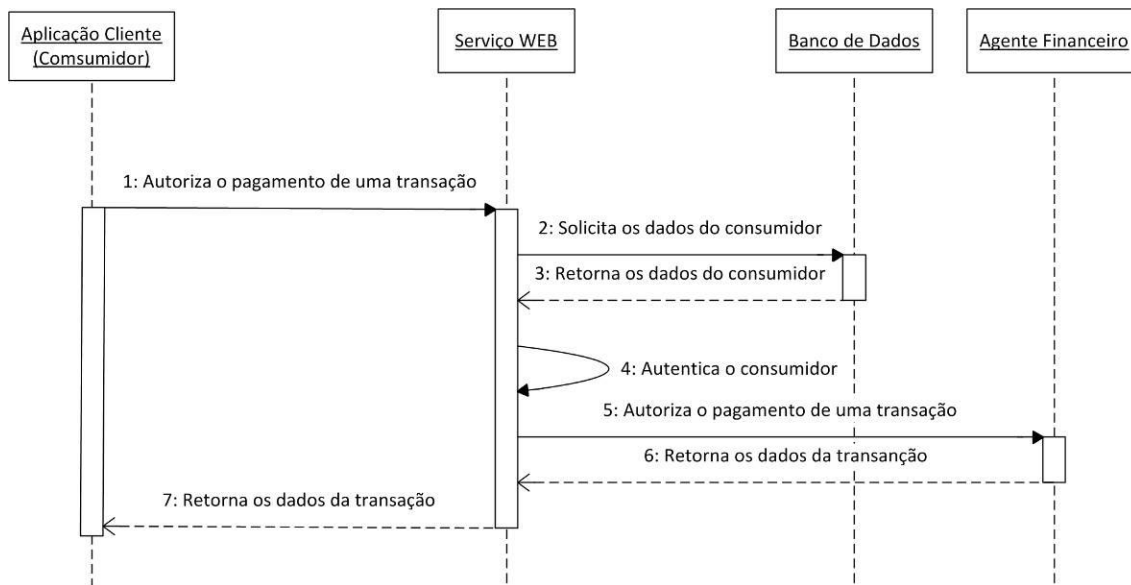 Aplicação Cliente
(Comsumidor)
Serviço WEB
Banco de Dados
Agente Financeiro
1: Autoriza o pagamento de uma transação
2: Solicita os dados do consumidor
3: Retorna os dados do consumidor
4: Autentica o consumidor
5: Autoriza o pagamento de uma transação
6: Retorna os dados da transanção
7: Retorna os dados da transação